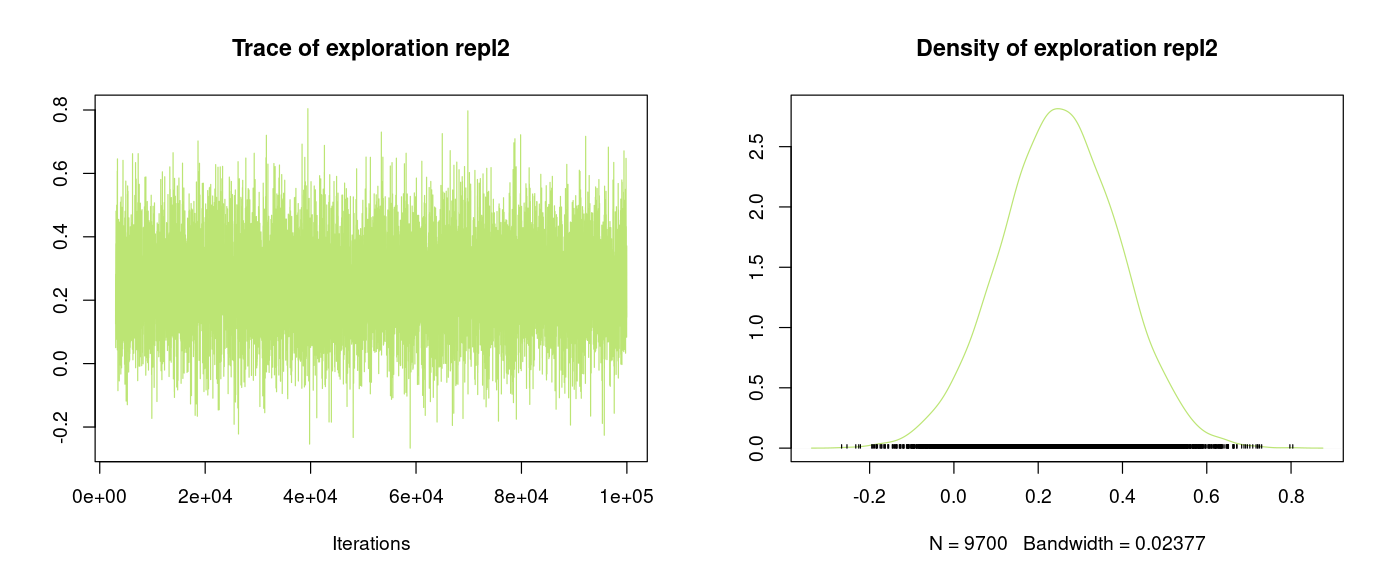 Trace of exploration repl2
0.8
0.6
0.4
0.2
0.0
-0.2
0e+00 2e+04 4e+04 6e+04 8e+04 1e+05
Iterations
Density of exploration repl2
2.5
2.0
1.5
1.0
0.5
0.0
-0.2 0.0 0.2 0.4 0.6 0.8
N = 9700 Bandwidth = 0.02377